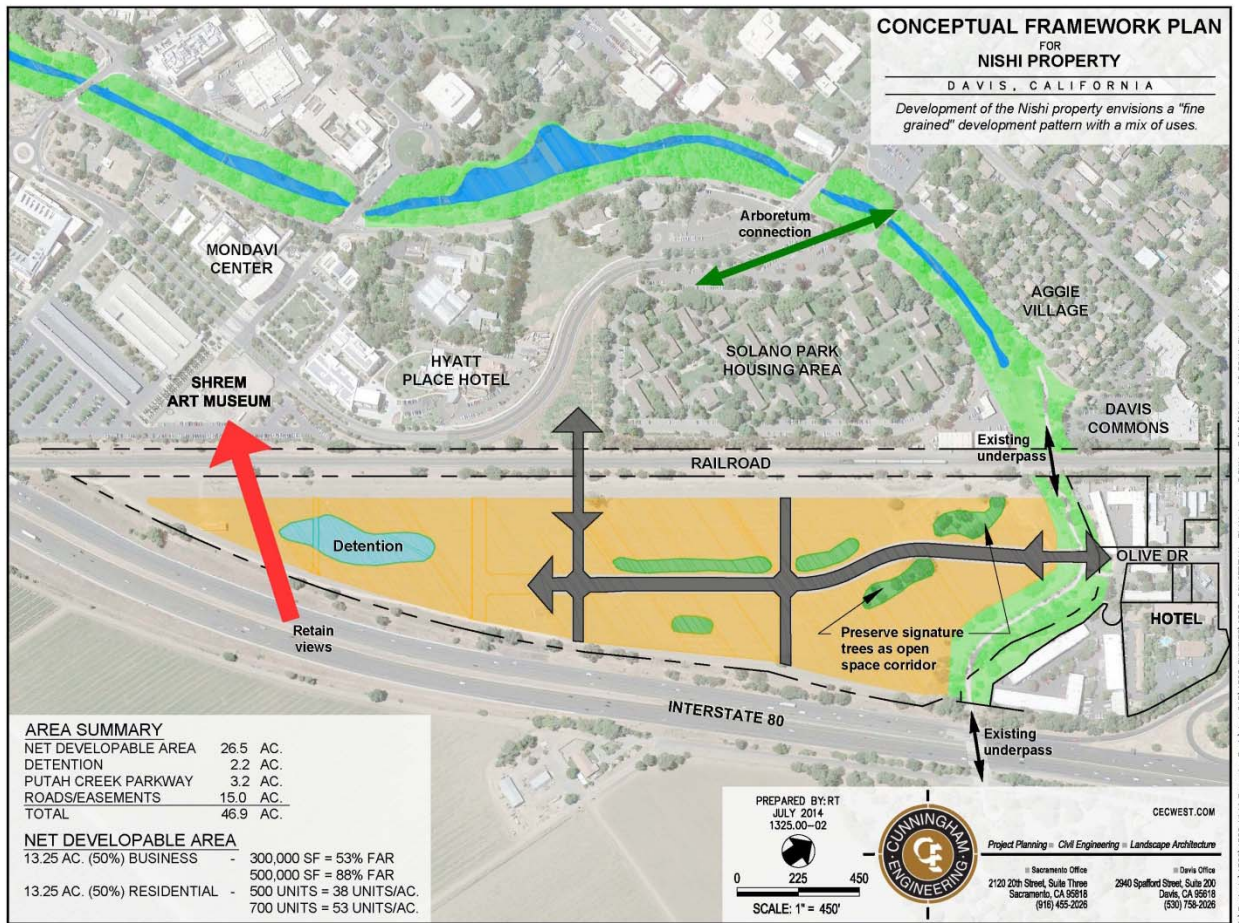 CONCEPTUAL FRAMEWORK PLAN
FOR
NISHI PROPERTY
DAVIS, CALIFORNIA
Development of the Nishi property envisions a "fine
grained" development pattern with a mix of uses.
Arboretum
connection
MONDAVI
CENTER
AGGIE
VILLAGE
HYATT
PLACE HOTEL
SOLANO PARK
HOUSING AREA
SHREM
ART MUSEUM
DAVIS
COMMONS
Existing
underpass
RAILROAD
Detention
OLIVE DR
HOTEL
Retain
views
Preserve signature
trees as open
space corridor
INTERSTATE 80
Existing
underpass
AREA SUMMARY
NET DEVELOPABLE AREA 26.5 AC.
DETENTION 2.2 AC.
PUTAH CREEK PARKWAY 3.2 AC.
ROADS/EASEMENTS 15.0 AC.
TOTAL 46.9 AC.
NET DEVELOPABLE AREA
13.25 AC. (50%) BUSINESS - 300,000 SF = 53% FAR
500,000 SF = 88% FAR
13.25 AC. (50%) RESIDENTIAL - 500 UNITS = 38 UNITS/AC.
700 UNITS = 53 UNITS/AC.
PREPARED BY:RT
JULY 2014
1325.00-02
0 225 450
SCALE: 1" = 450'
CUNNINGHAM
ENGINEERING
CECWEST.COM
Project Planning Civil Engineering Landscape Architecture
Sacramento Office
2120 20th Street, Suite Three
Sacramento, CA 95818
(916) 455-2026
Davis Office
2940 Spafford Street, Suite 200
Davis, CA 95618
(530) 758-2026